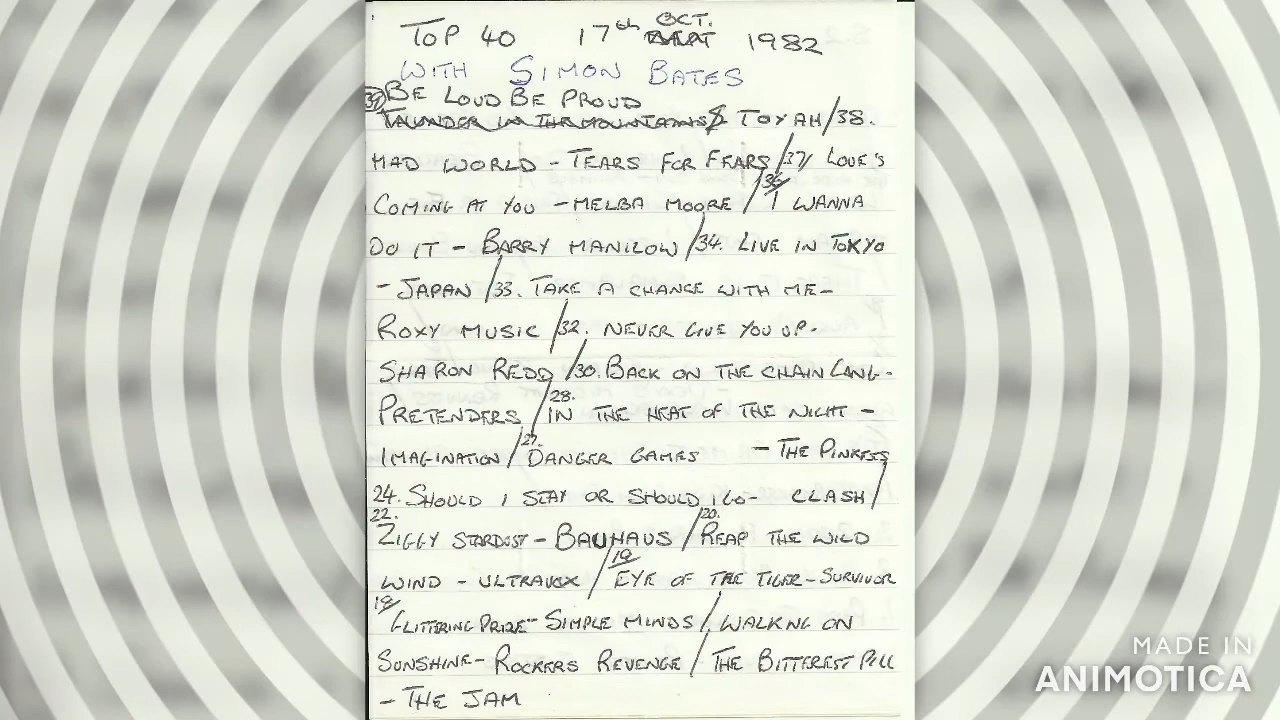 TOP 40 17th OCT. 1982
WITH SIMON BATES
39 BE LOUD BE PROUD
THUNDER IN THE MOUNTAINS TOYAH/38.
MAD WORLD - TEARS FOR FEARS/37/ LOVE'S
COMING AT YOU - MELBA MOORE /36/ I WANNA
DO IT - BARRY MANILOW/34. LIVE IN TOKYO
- JAPAN/33. TAKE A CHANCE WITH ME -
ROXY MUSIC/32. NEVER GIVE YOU UP.
SHARON REDD /30. BACK ON THE CHAIN GANG -
PRETENDERS /28. IN THE HEAT OF THE NIGHT -
IMAGINATION/27. DANGER GAMES - THE PINKEES
24. SHOULD I STAY OR SHOULD I GO - CLASH/
22. ZIGGY STARDUST - BAUHAUS /20. REAP THE WILD
WIND - ULTRAVOX /19 EYE OF THE TIGER - SURVIVOR
18/ GLITTERING PRIZE - SIMPLE MINDS/ WALKNG ON
SUNSHINE - ROCKERS REVENGE / THE BITTEREST PILL
- THE JAM
MADE IN
ANIMOTICA